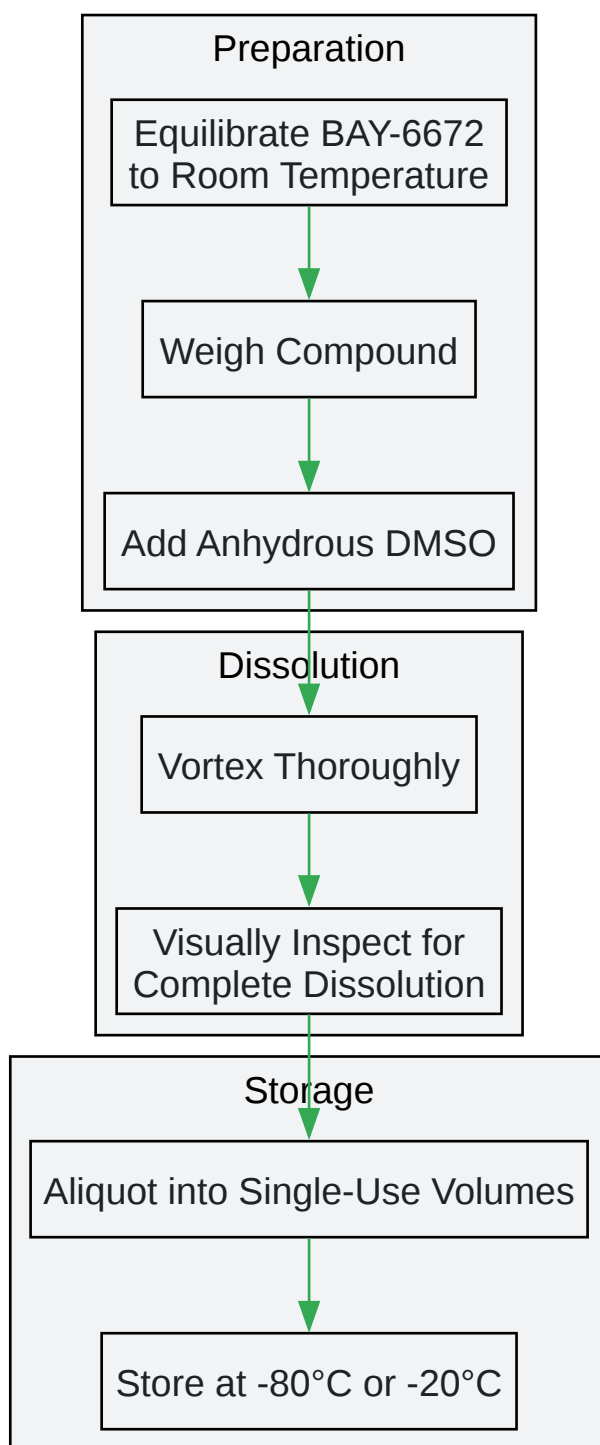 Preparation
Equilibrate BAY-6672
to Room Temperature
Weigh Compound
Add Anhydrous DMSO
Dissolution
Vortex Thoroughly
Visually Inspect for
Complete Dissolution
Storage
Aliquot into Single-Use Volumes
Store at -80°C or -20°C